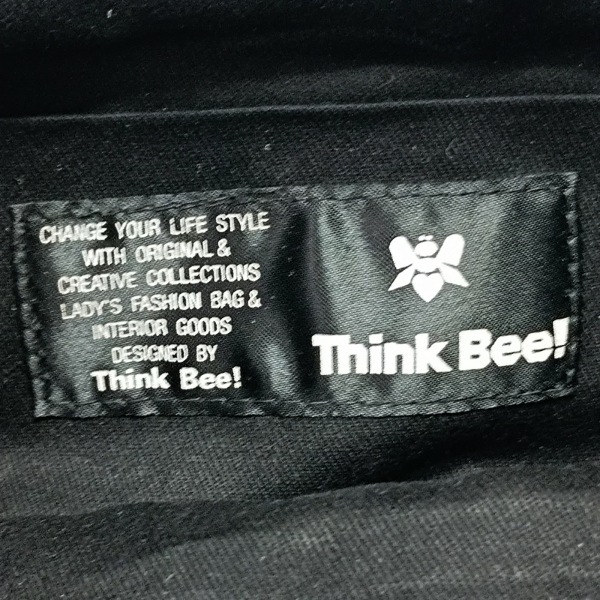 CHANGE YOUR LIFE STYLE
WITH ORIGINAL &
CREATIVE COLLECTIONS
LADY'S FASHION BAG &
INTERIOR GOODS
DESIGNED BY
Think Bee!
Think Bee!